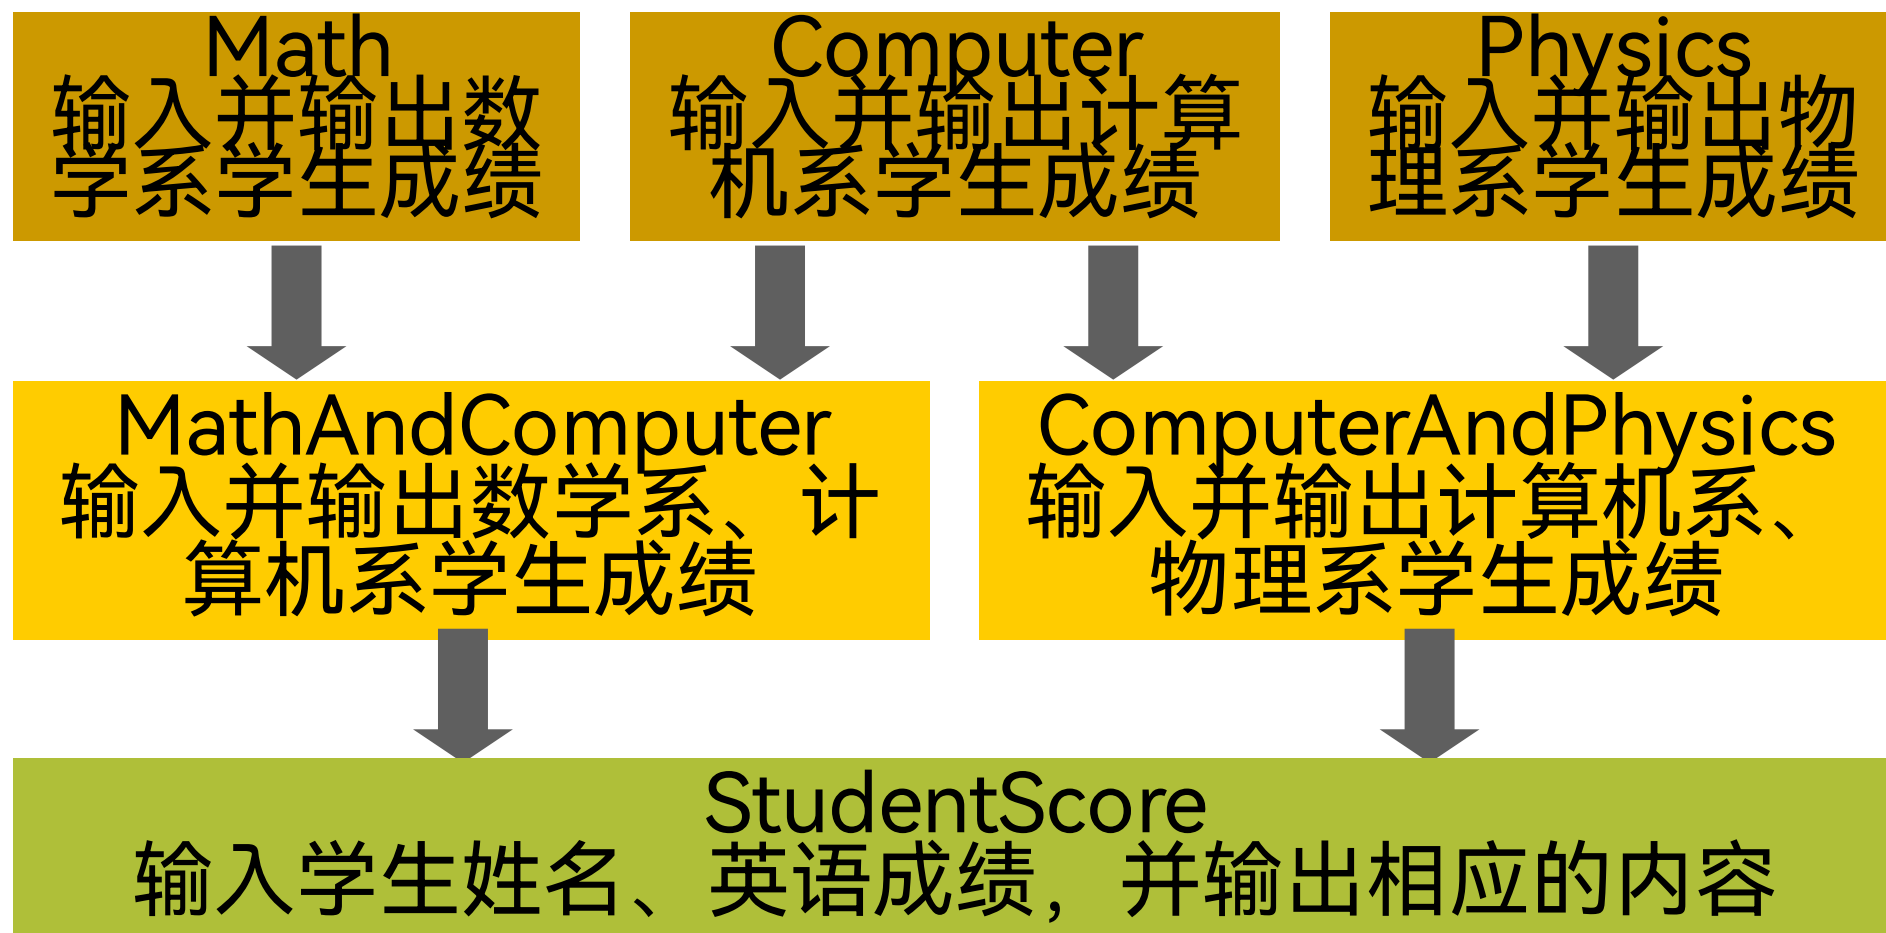 Math
输入并输出数
学系学生成绩
Computer
输入并输出计算
机系学生成绩
Physics
输入并输出物
理系学生成绩
MathAndComputer
输入并输出数学系、计
算机系学生成绩
ComputerAndPhysics
输入并输出计算机系、
物理系学生成绩
StudentScore
输入学生姓名、英语成绩，并输出相应的内容